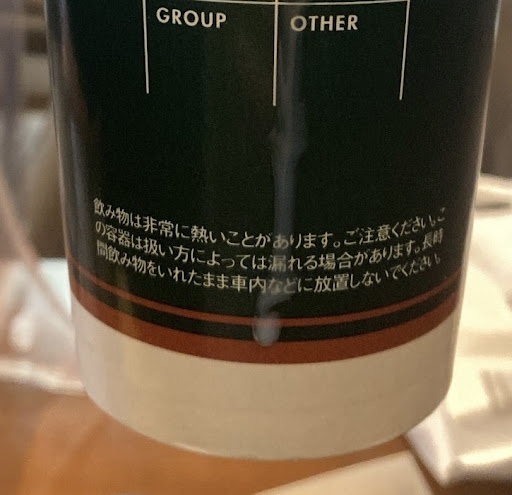 GROUP OTHER
飲み物は非常に熱いことがあります。ご注意ください。こ
の容器は扱い方によっては漏れる場合があります。長時
間飲み物をいれたまま車内などに放置しないでください。